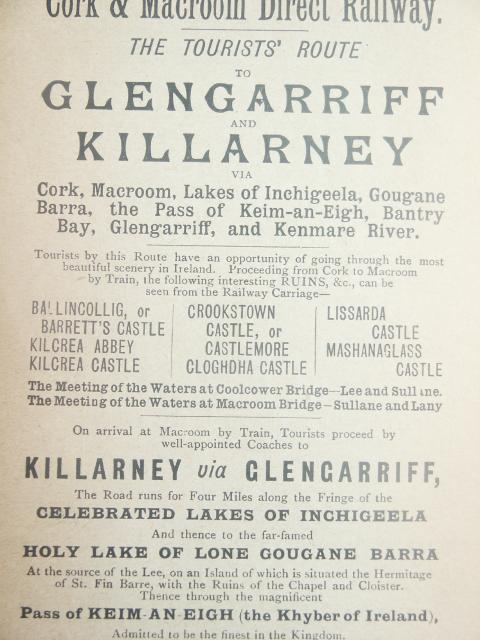 Cork & Macroom Direct Railway.
THE TOURISTS' ROUTE
TO
GLENGARRIFF
AND
KILLARNEY
VIA
Cork, Macroom, Lakes of Inchigeela, Gougane
Barra, the Pass of Keim-an-Eigh, Bantry
Bay, Glengarriff, and Kenmare River.
Tourists by this Route have an opportunity of going through the most
beautiful scenery in Ireland. Proceeding from Cork to Macroom
by Train, the following interesting RUINS, &c., can be
seen from the Railway Carriage—
BALLINCOLLIG, or
BARRETT'S CASTLE
KILCREA ABBEY
KILCREA CASTLE
CROOKSTOWN
CASTLE, or
CASTLEMORE
CLOGHDHA CASTLE
LISSARDA
CASTLE
MASHANAGLASS
CASTLE
The Meeting of the Waters at Coolcower Bridge—Lee and Sullane.
The Meeting of the Waters at Macroom Bridge—Sullane and Lany
On arrival at Macroom by Train, Tourists proceed by
well-appointed Coaches to
KILLARNEY via GLENGARRIFF,
The Road runs for Four Miles along the Fringe of the
CELEBRATED LAKES OF INCHIGEELA
And thence to the far-famed
HOLY LAKE OF LONE GOUGANE BARRA
At the source of the Lee, on an Island of which is situated the Hermitage
of St. Fin Barre, with the Ruins of the Chapel and Cloister.
Thence through the magnificent
Pass of KEIM-AN-EIGH (the Khyber of Ireland),
Admitted to be the finest in the Kingdom.